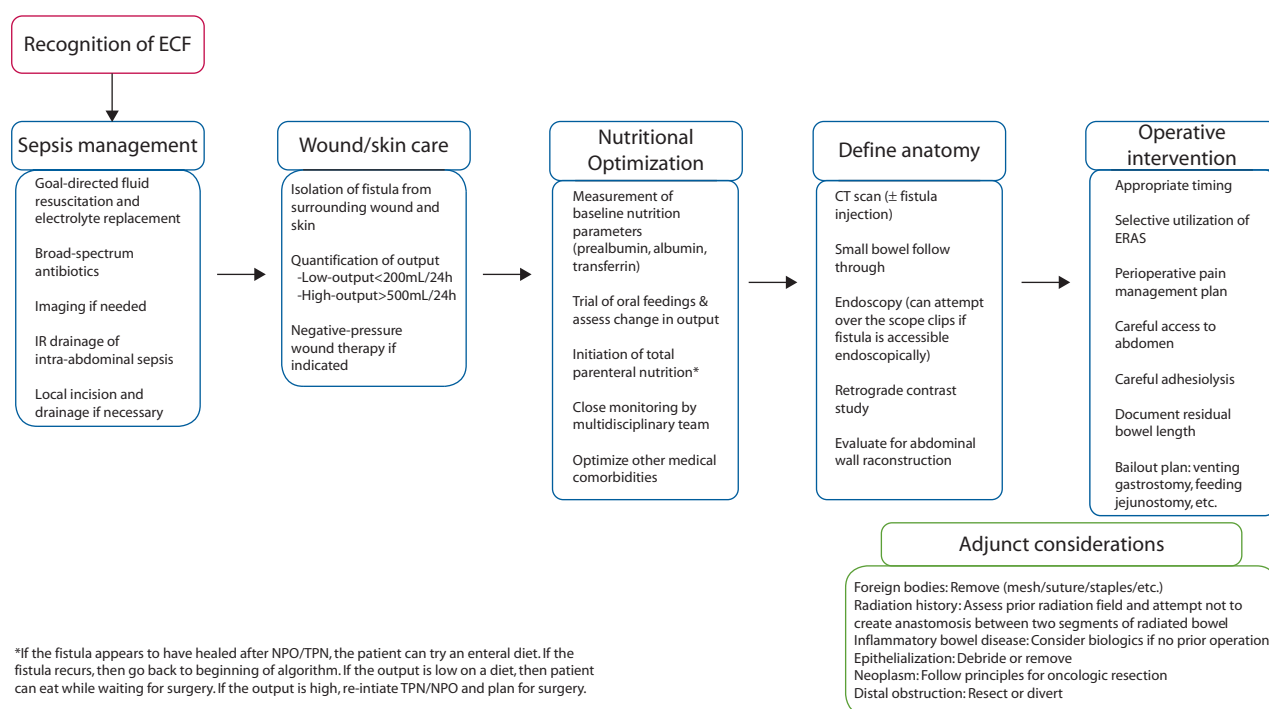 Recognition of ECF
Sepsis management
Goal-directed fluid
resuscitation and
electrolyte replacement
Broad-spectrum
antibiotics
Imaging if needed
IR drainage of
intra-abdominal sepsis
Local incision and
drainage if necessary
Wound/skin care
Isolation of fistula from
surrounding wound and
skin
Quantification of output
-Low-output<200mL/24h
-High-output>500mL/24h
Negative-pressure
wound therapy if
indicated
Nutritional
Optimization
Measurement of
baseline nutrition
parameters
(prealbumin, albumin,
transferrin)
Trial of oral feedings &
assess change in output
Initiation of total
parenteral nutrition*
Close monitoring by
multidisciplinary team
Optimize other medical
comorbidities
Define anatomy
CT scan (± fistula
injection)
Small bowel follow
through
Endoscopy (can attempt
over the scope clips if
fistula is accessible
endoscopically)
Retrograde contrast
study
Evaluate for abdominal
wall raconstruction
Operative
intervention
Appropriate timing
Selective utilization of
ERAS
Perioperative pain
management plan
Careful access to
abdomen
Careful adhesiolysis
Document residual
bowel length
Bailout plan: venting
gastrostomy, feeding
jejunostomy, etc.
Adjunct considerations
Foreign bodies: Remove (mesh/suture/staples/etc.)
Radiation history: Assess prior radiation field and attempt not to
create anastomosis between two segments of radiated bowel
Inflammatory bowel disease: Consider biologics if no prior operation
Epithelialization: Debride or remove
Neoplasm: Follow principles for oncologic resection
Distal obstruction: Resect or divert
*If the fistula appears to have healed after NPO/TPN, the patient can try an enteral diet. If the
fistula recurs, then go back to beginning of algorithm. If the output is low on a diet, then patient
can eat while waiting for surgery. If the output is high, re-intiate TPN/NPO and plan for surgery.